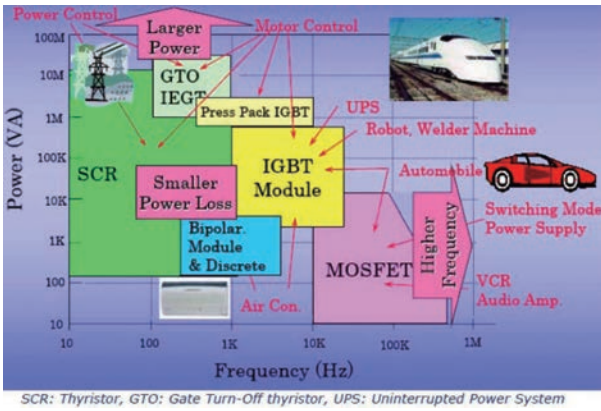 Power Control
Larger
Power
Motor Control
100M
10M
1M
100K
10K
1K
100
10
Power (VA)
GTO
IEGT
Press Pack IGBT
UPS
Robot, Welder Machine
SCR
IGBT
Module
Automobile
Smaller
Power Loss
Switching Mode
Power Supply
Bipolar.
Module
& Discrete
MOSFET
Higher
Frequency
VCR
Audio Amp.
Air Con.
10
100
1K
10K
100K
1M
Frequency (Hz)
SCR: Thyristor, GTO: Gate Turn-Off thyristor, UPS: Uninterrupted Power System